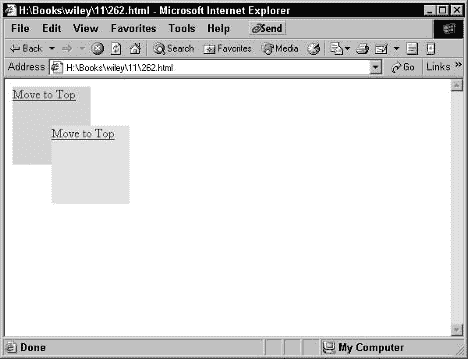 H:\Books\wiley\11\262.html - Microsoft Internet Explorer
File Edit View Favorites Tools Help Send
Back Search Favorites Media
Address H:\Books\wiley\11\262.html Go Links »
Move to Top
Move to Top
Done My Computer